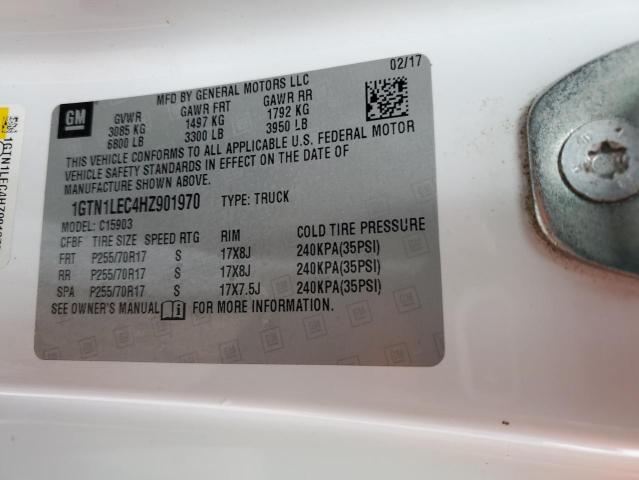 02/17
MFD BY GENERAL MOTORS LLC
GM
GVWR GAWR FRT GAWR RR
3085 KG 1497 KG 1792 KG
6800 LB 3300 LB 3950 LB
THIS VEHICLE CONFORMS TO ALL APPLICABLE U.S. FEDERAL MOTOR
VEHICLE SAFETY STANDARDS IN EFFECT ON THE DATE OF
MANUFACTURE SHOWN ABOVE.
1GTN1LEC4HZ901970 TYPE: TRUCK
MODEL: C15903
CFBF TIRE SIZE SPEED RTG RIM COLD TIRE PRESSURE
FRT P255/70R17 S 17X8J 240KPA(35PSI)
RR P255/70R17 S 17X8J 240KPA(35PSI)
SPA P255/70R17 S 17X7.5J 240KPA(35PSI)
SEE OWNER'S MANUAL FOR MORE INFORMATION.